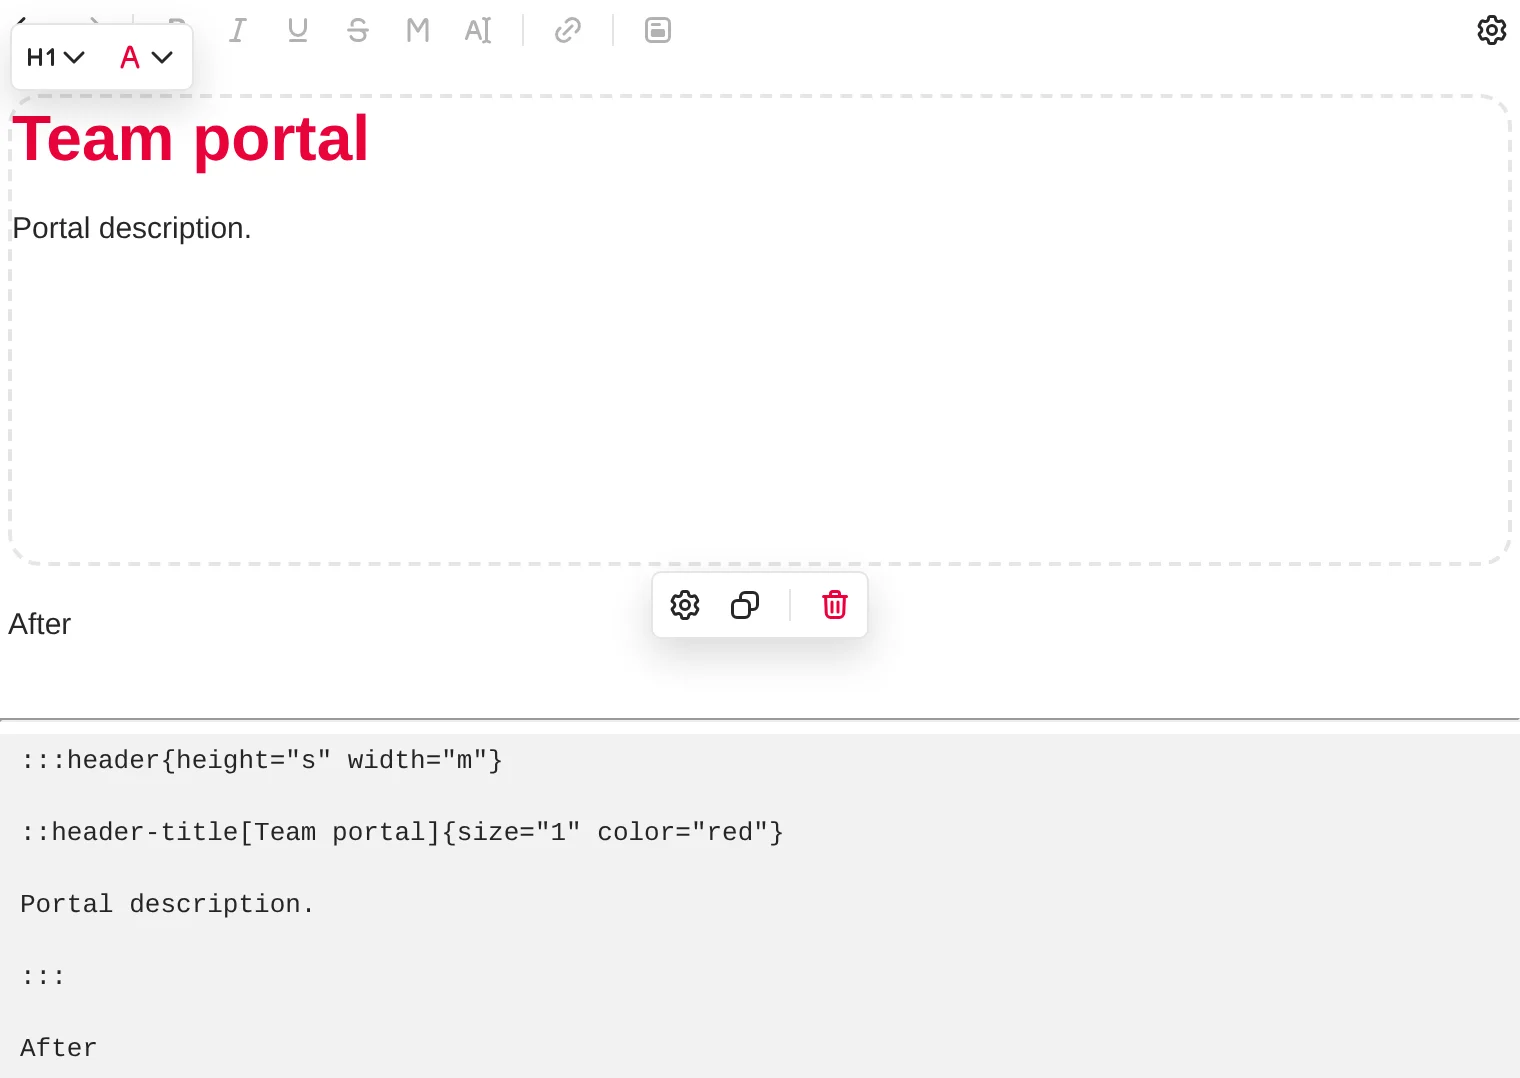 H1
A
Team portal
Portal description.
After
:::header{height="s" width="m"}
::header-title[Team portal]{size="1" color="red"}
Portal description.
:::
After